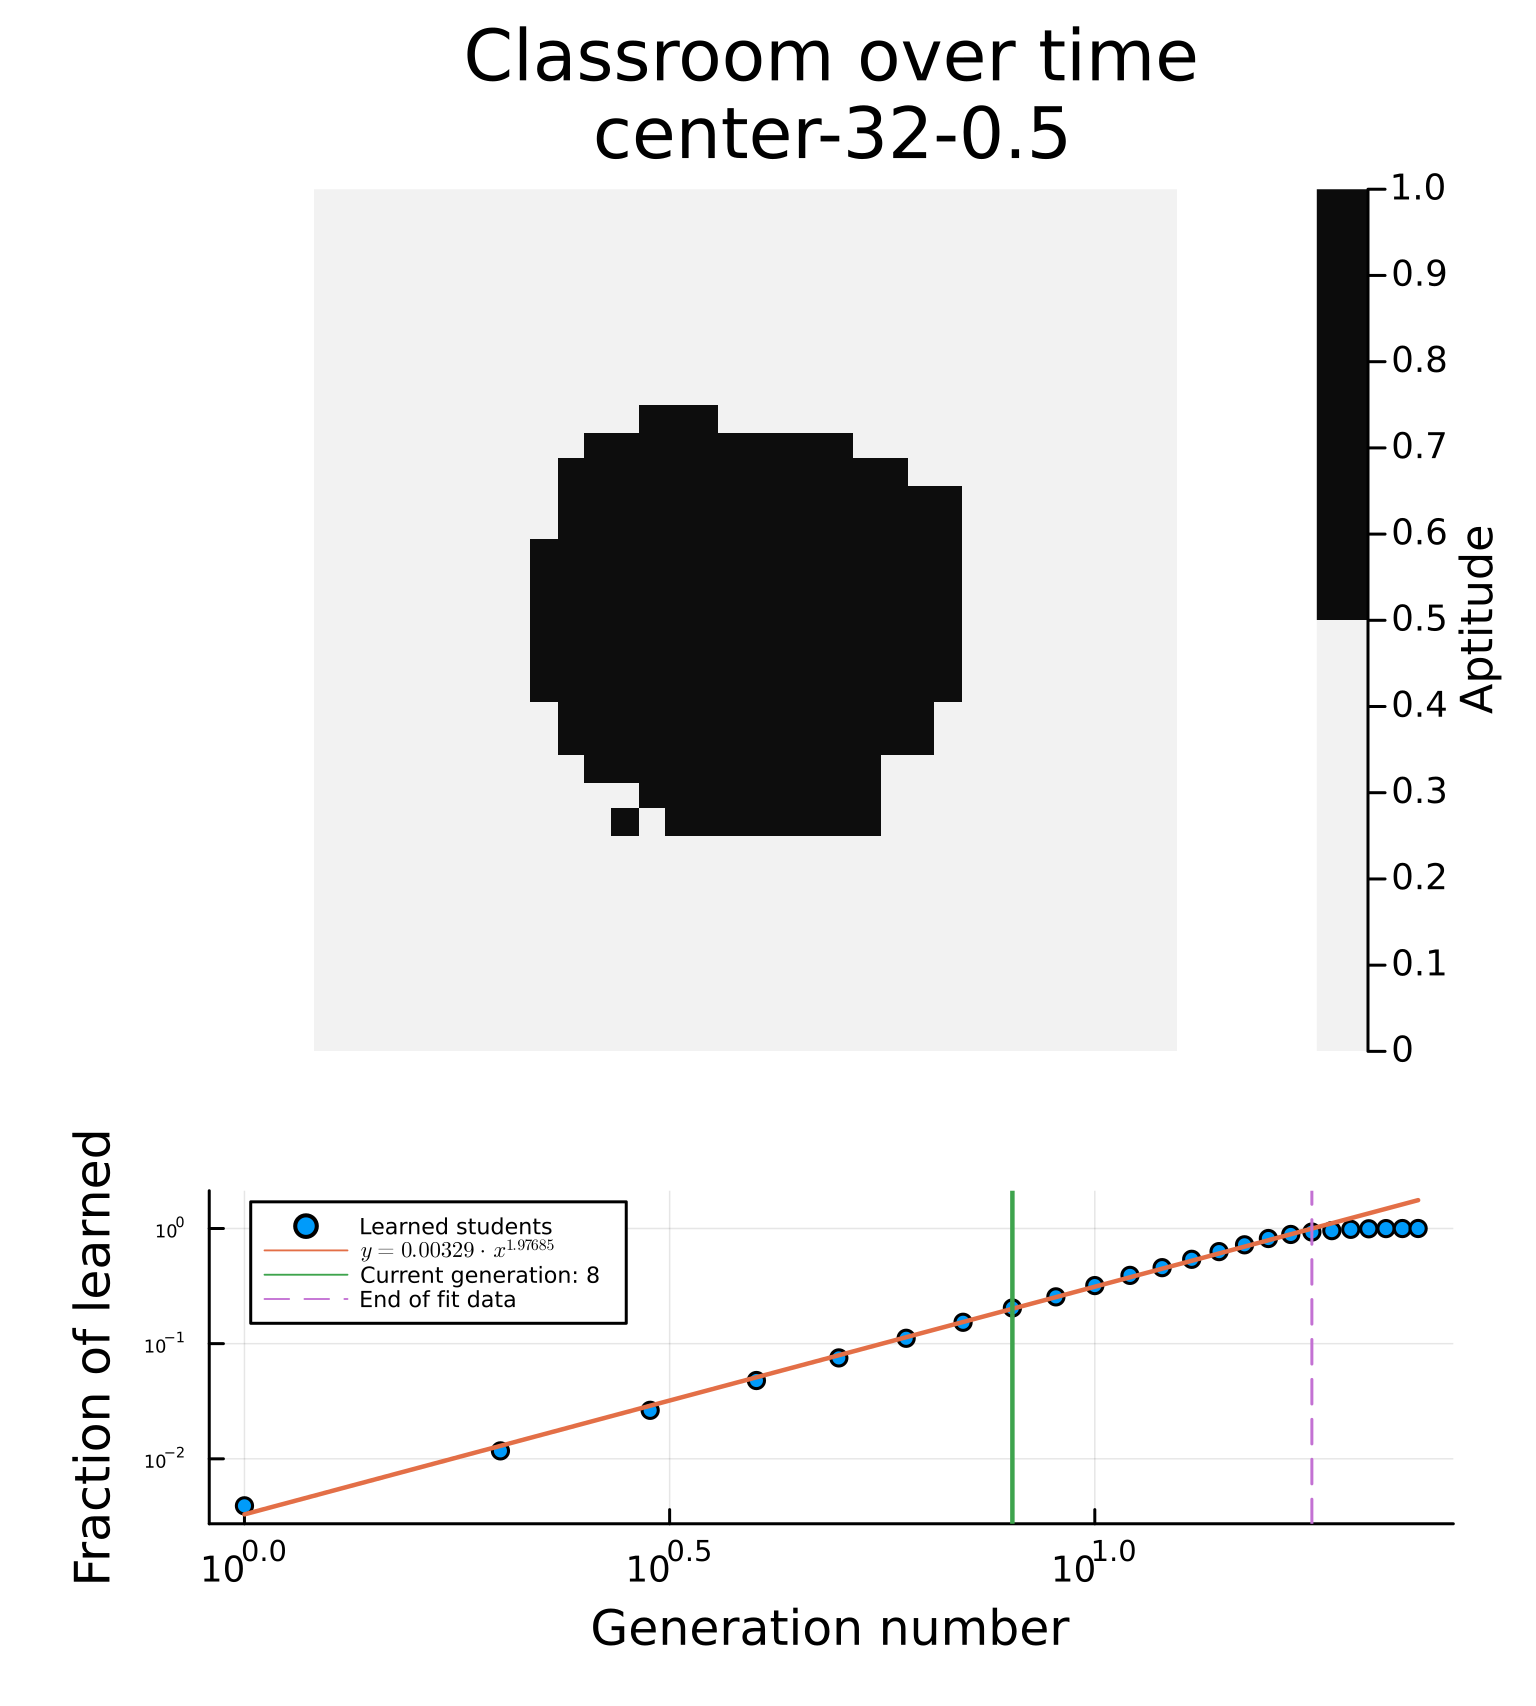 Classroom over time
center-32-0.5
1.0
0.9
0.8
0.7
0.6
0.5
0.4
0.3
0.2
0.1
0
Aptitude
Fraction of learned
10⁰
10⁻¹
10⁻²
Learned students
y = 0.00329 · x^1.97685
Current generation: 8
End of fit data
10^0.0
10^0.5
10^1.0
Generation number